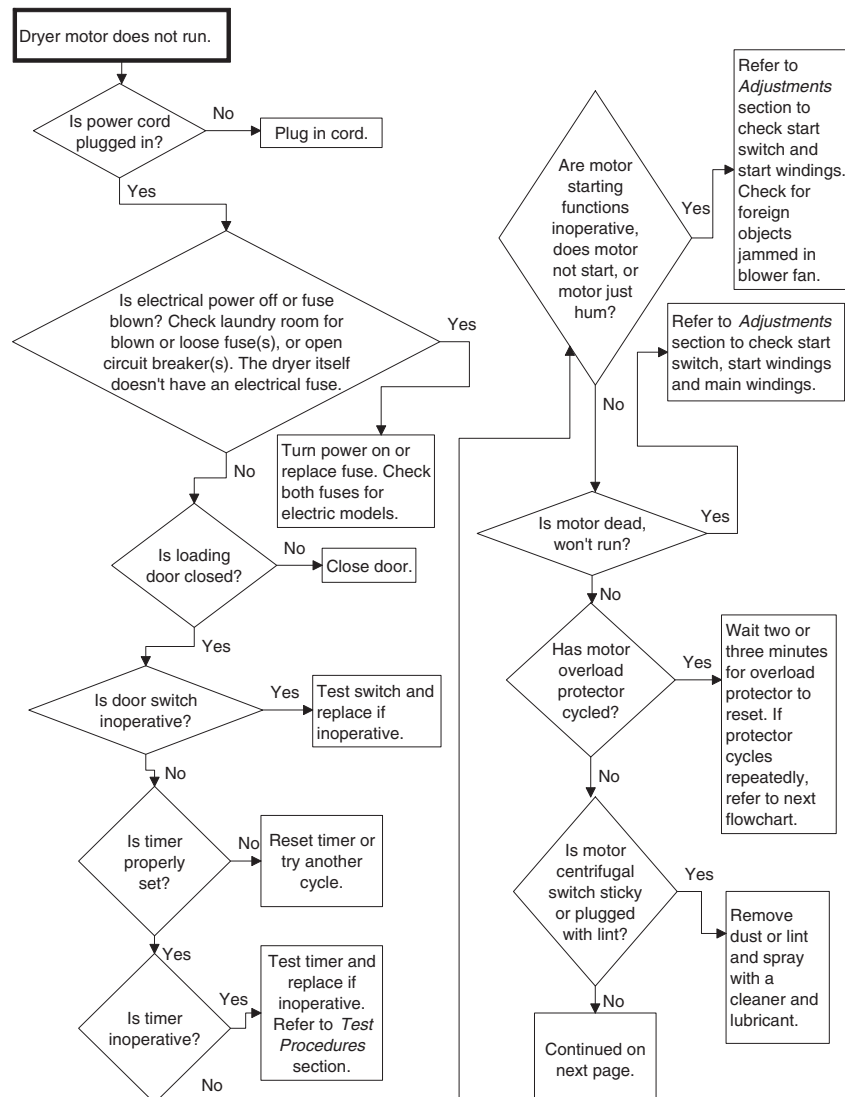 Dryer motor does not run.
Is power cord
plugged in?
No
Plug in cord.
Yes
Is electrical power off or fuse
blown? Check laundry room for
blown or loose fuse(s), or open
circuit breaker(s). The dryer itself
doesn't have an electrical fuse.
Yes
Turn power on or
replace fuse. Check
both fuses for
electric models.
No
Is loading
door closed?
No
Close door.
Yes
Is door switch
inoperative?
Yes
Test switch and
replace if
inoperative.
No
Is timer
properly
set?
No
Reset timer or
try another
cycle.
Yes
Is timer
inoperative?
Yes
Test timer and
replace if
inoperative.
Refer to Test
Procedures
section.
No
Are motor
starting
functions
inoperative,
does motor
not start, or
motor just
hum?
Yes
Refer to
Adjustments
section to
check start
switch and
start windings.
Check for
foreign
objects
jammed in
blower fan.
No
Is motor dead,
won't run?
Yes
Refer to Adjustments
section to check start
switch, start windings
and main windings.
No
Has motor
overload
protector
cycled?
Yes
Wait two or
three minutes
for overload
protector to
reset. If
protector
cycles
repeatedly,
refer to next
flowchart.
No
Is motor
centrifugal
switch sticky
or plugged
with lint?
Yes
Remove
dust or lint
and spray
with a
cleaner and
lubricant.
No
Continued on
next page.